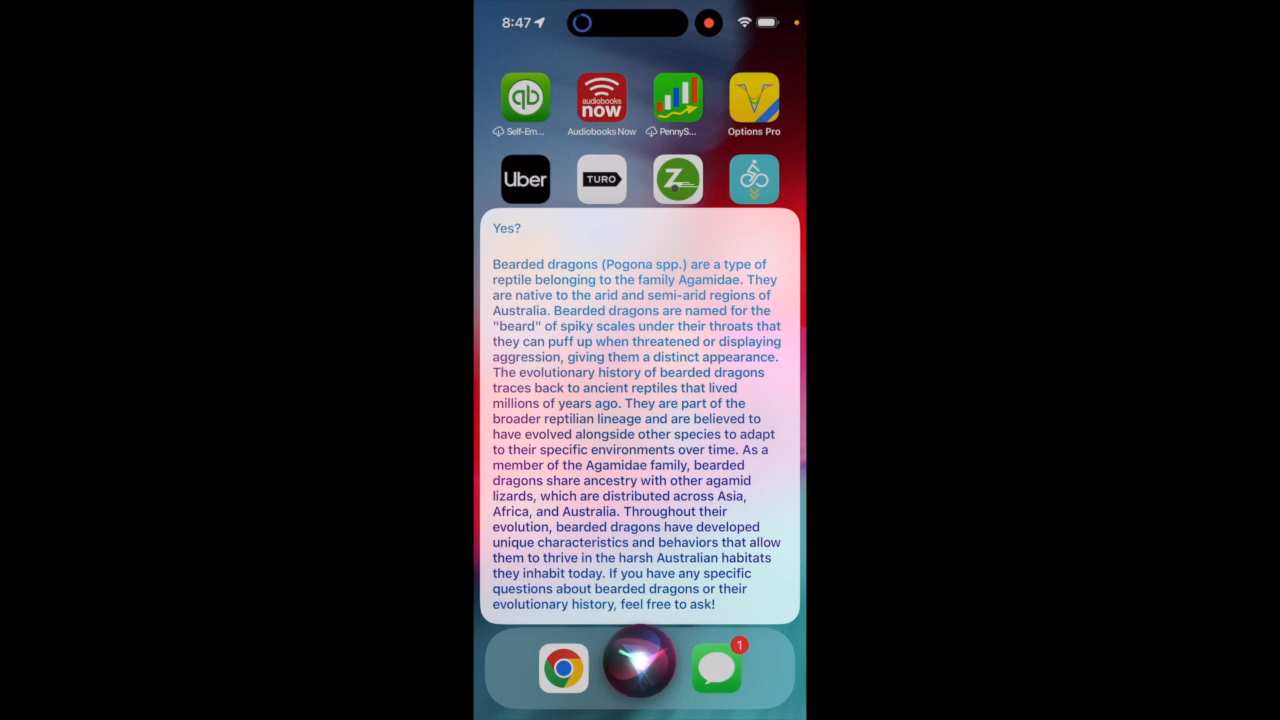 8:47
qb
audiobooks
now
Self-Em...
Audiobooks Now
PennyS...
Options Pro
Uber
TURO
Z
Yes?
Bearded dragons (Pogona spp.) are a type of
reptile belonging to the family Agamidae. They
are native to the arid and semi-arid regions of
Australia. Bearded dragons are named for the
"beard" of spiky scales under their throats that
they can puff up when threatened or displaying
aggression, giving them a distinct appearance.
The evolutionary history of bearded dragons
traces back to ancient reptiles that lived
millions of years ago. They are part of the
broader reptilian lineage and are believed to
have evolved alongside other species to adapt
to their specific environments over time. As a
member of the Agamidae family, bearded
dragons share ancestry with other agamid
lizards, which are distributed across Asia,
Africa, and Australia. Throughout their
evolution, bearded dragons have developed
unique characteristics and behaviors that allow
them to thrive in the harsh Australian habitats
they inhabit today. If you have any specific
questions about bearded dragons or their
evolutionary history, feel free to ask!
1